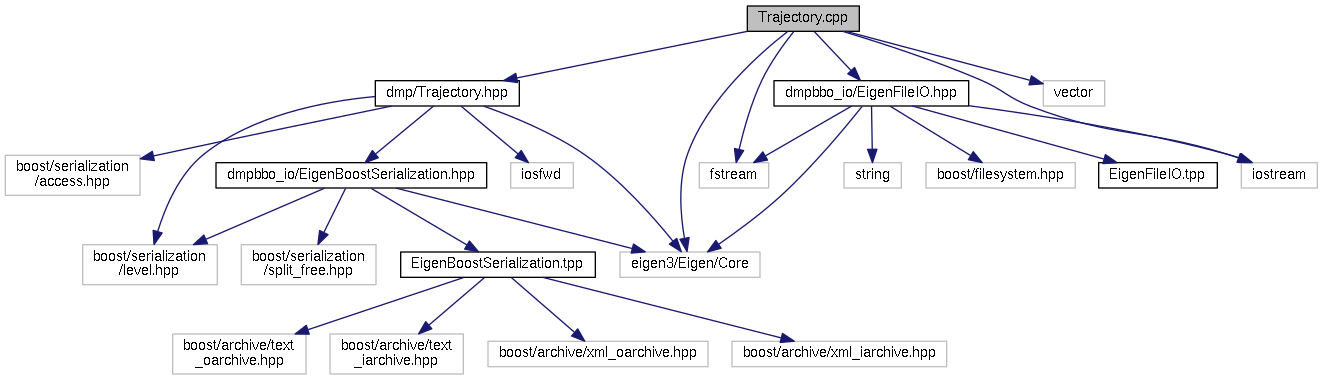 Trajectory.cpp
dmp/Trajectory.hpp
dmpbbo_io/EigenFileIO.hpp
vector
boost/serialization
/access.hpp
dmpbbo_io/EigenBoostSerialization.hpp
iosfwd
fstream
string
boost/filesystem.hpp
EigenFileIO.tpp
iostream
boost/serialization
/level.hpp
boost/serialization
/split_free.hpp
EigenBoostSerialization.tpp
eigen3/Eigen/Core
boost/archive/text
_oarchive.hpp
boost/archive/text
_iarchive.hpp
boost/archive/xml_oarchive.hpp
boost/archive/xml_iarchive.hpp